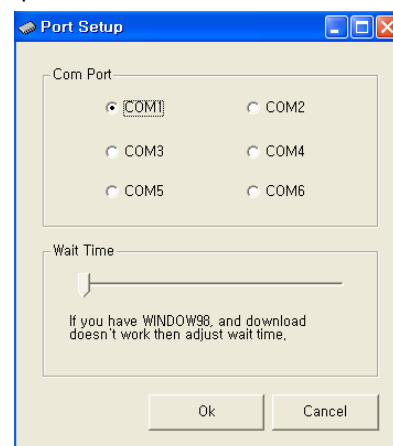 Port Setup
Com Port
COM1 COM2
COM3 COM4
COM5 COM6
Wait Time
If you have WINDOW98, and download
doesn't work then adjust wait time,
Ok Cancel